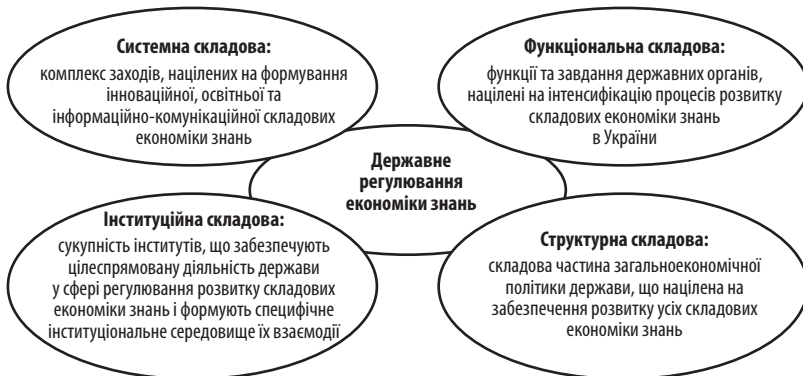 Системна складова:
комплекс заходів, націлених на формування
інноваційної, освітньої та
інформаційно-комунікаційної складових
економіки знань
Функціональна складова:
функції та завдання державних органів,
націлені на інтенсифікацію процесів розвитку
складових економіки знань
в Україні
Державне
регулювання
економіки знань
Інституційна складова:
сукупність інститутів, що забезпечують
цілеспрямовану діяльність держави
у сфері регулювання розвитку складових
економіки знань і формують специфічне
інституціональне середовище їх взаємодії
Структурна складова:
складова частина загальноекономічної
політики держави, що націлена на
забезпечення розвитку усіх складових
економіки знань